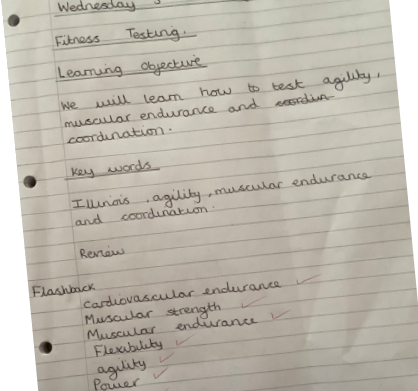 Wednesday
Fitness Testing.
Learning objective
We will learn how to test agility,
muscular endurance and coordin
coordination.
Key words
Illinois, agility, muscular endurance
and coordination.
Review
Flashback
Cardiovascular endurance
Muscular strength
Muscular endurance
Flexibility
agility
Power